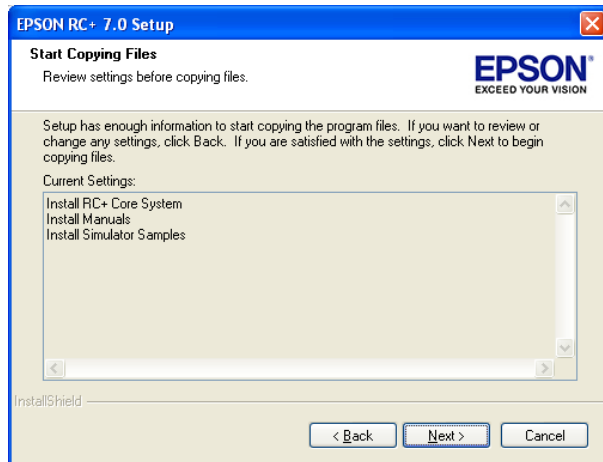 EPSON RC+ 7.0 Setup
Start Copying Files
Review settings before copying files.
EPSON®
EXCEED YOUR VISION
Setup has enough information to start copying the program files. If you want to review or
change any settings, click Back. If you are satisfied with the settings, click Next to begin
copying files.
Current Settings:
Install RC+ Core System
Install Manuals
Install Simulator Samples
InstallShield
< Back
Next >
Cancel